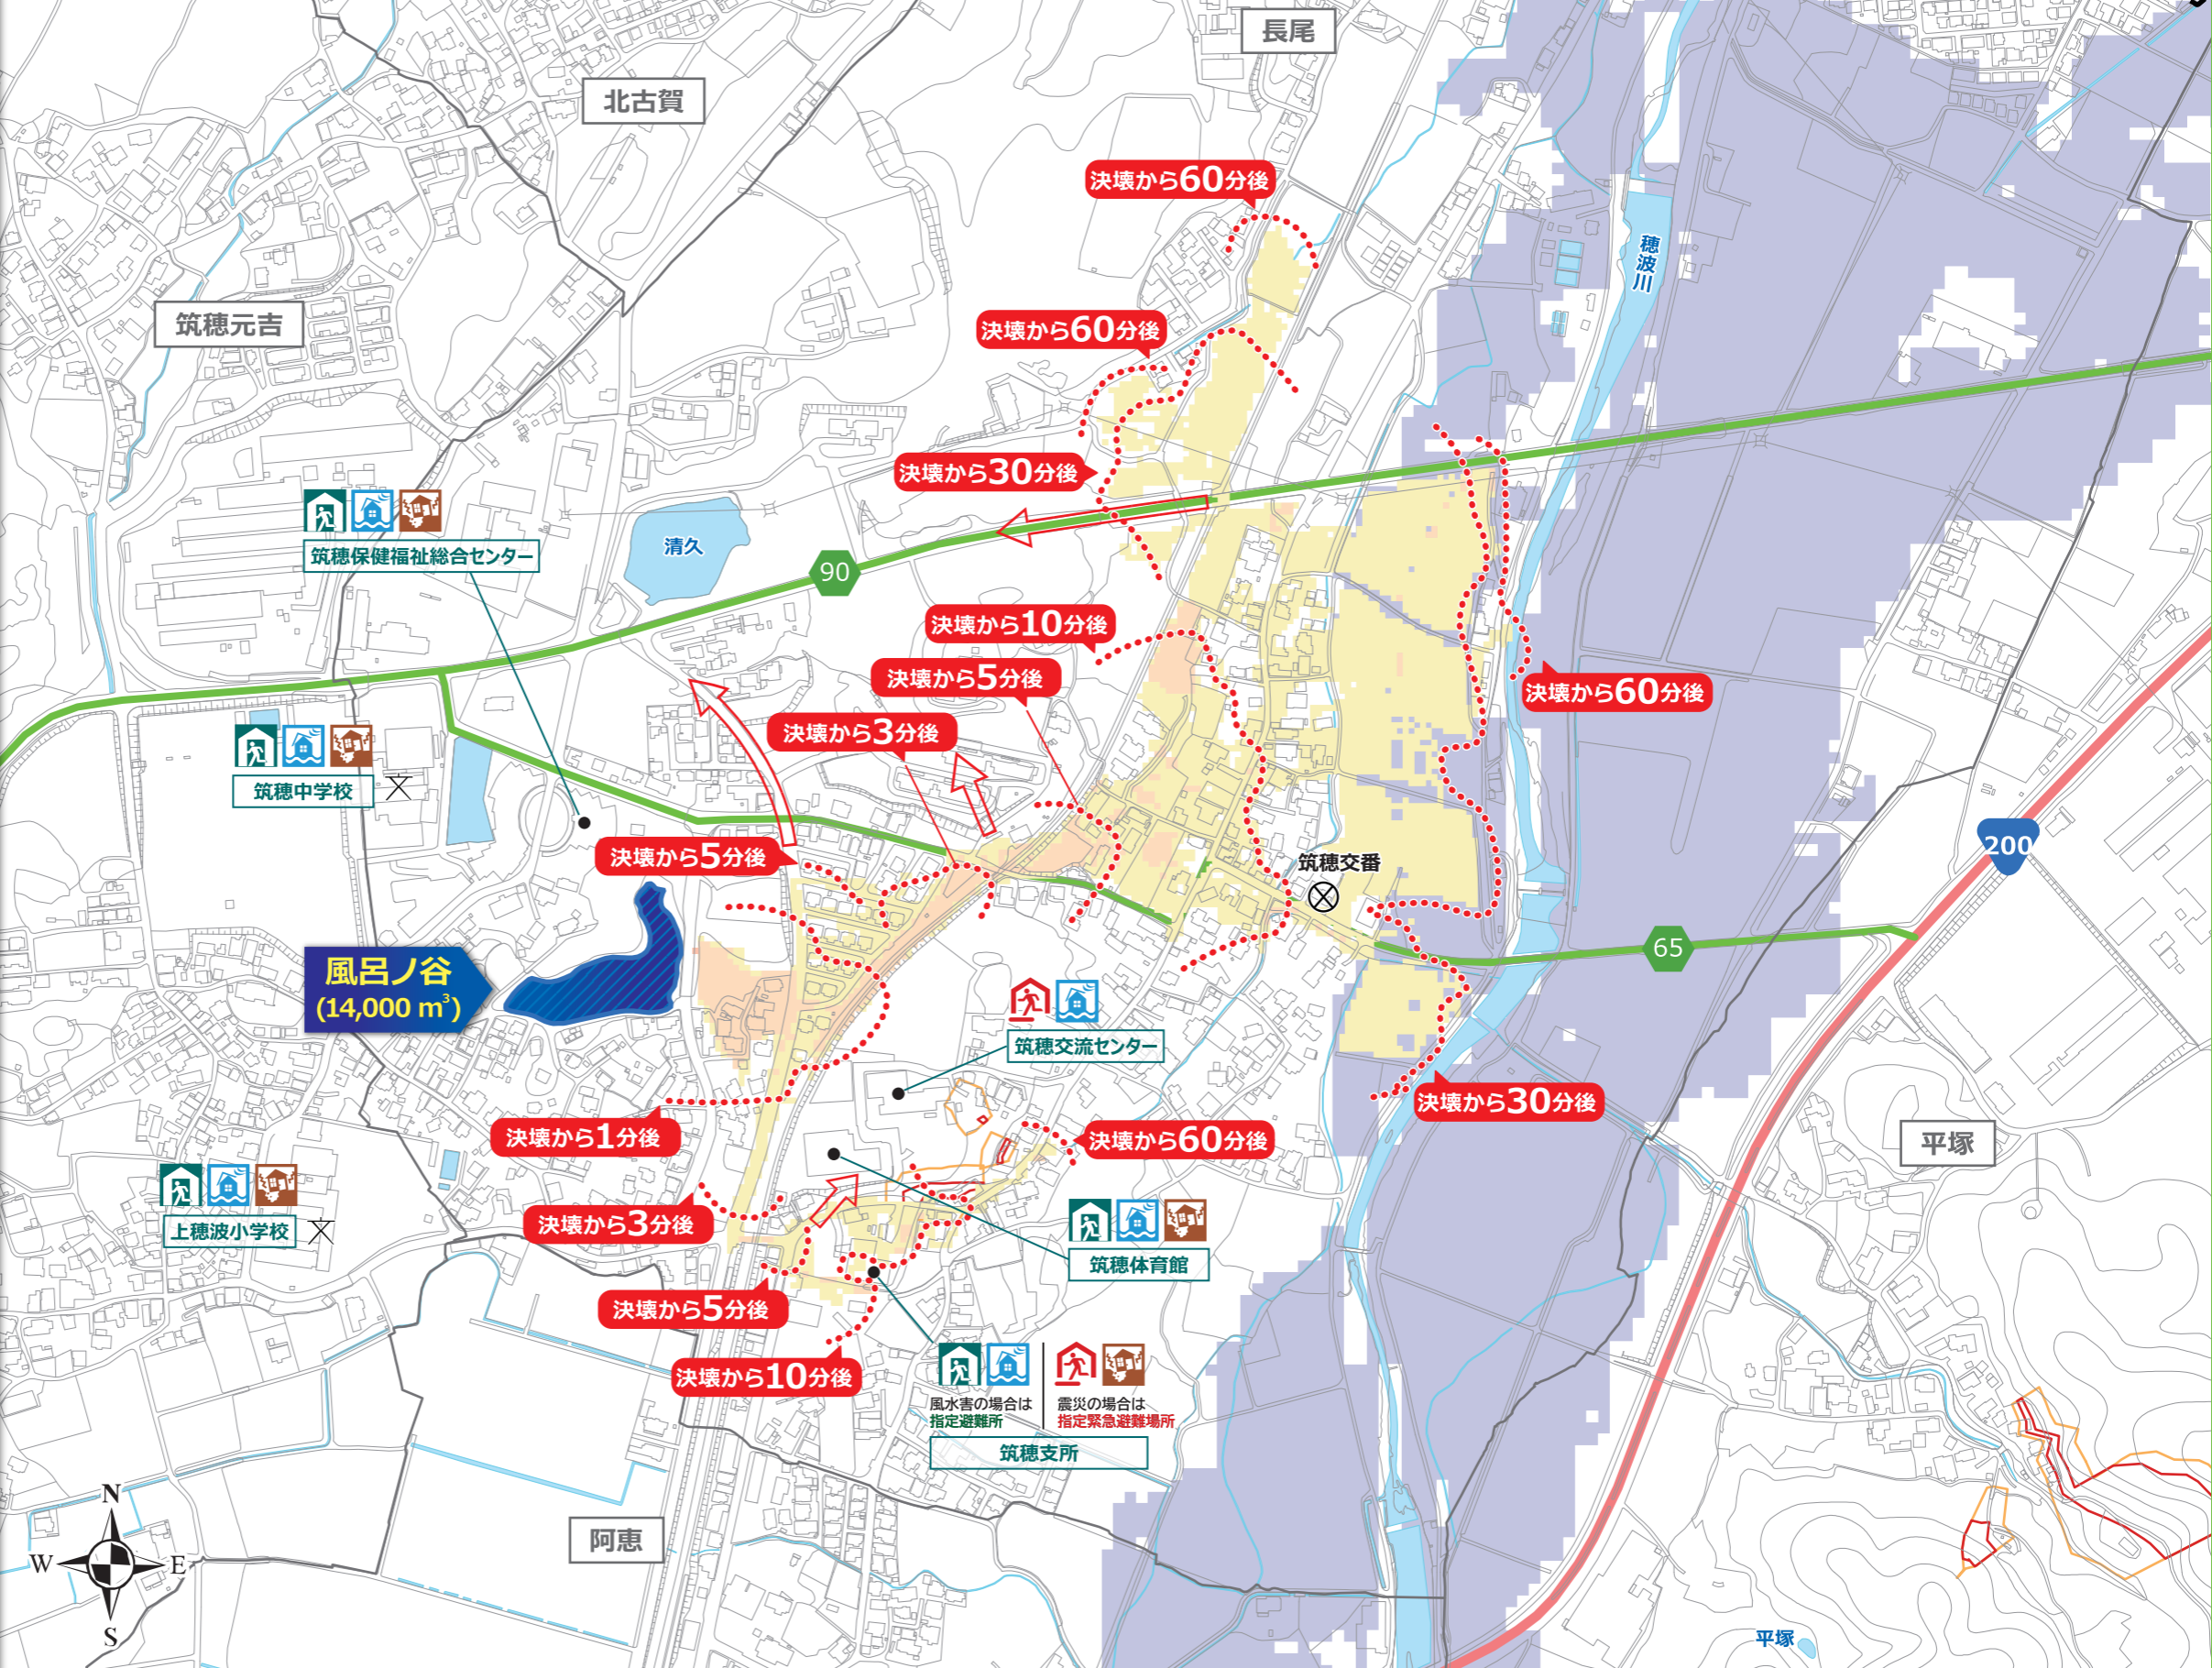 長尾
北古賀
決壊から60分後
穂波川
筑穂元吉
決壊から60分後
決壊から30分後
筑穂保健福祉総合センター
清久
90
決壊から10分後
決壊から5分後
決壊から60分後
決壊から3分後
筑穂中学校
文
200
決壊から5分後
筑穂交番
65
風呂ノ谷
(14,000 m³)
筑穂交流センター
決壊から30分後
決壊から1分後
決壊から60分後
平塚
上穂波小学校
文
決壊から3分後
筑穂体育館
決壊から5分後
決壊から10分後
風水害の場合は
指定避難所
震災の場合は
指定緊急避難場所
筑穂支所
N
W
E
S
阿恵
平塚